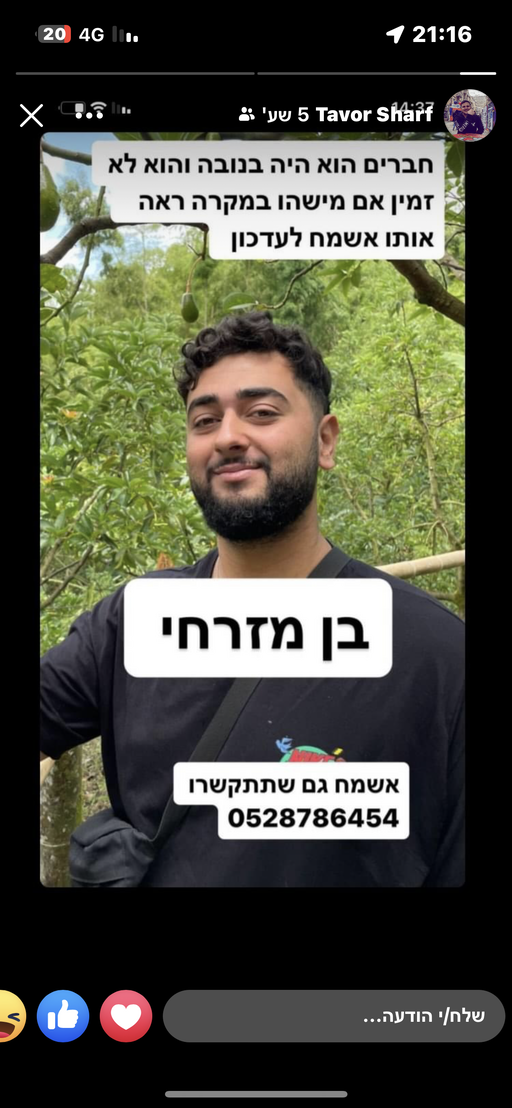 21:16
4G
20
14:37
Tavor Sharf 5 שע'
חברים הוא היה בנובה והוא לא
זמין אם מישהו במקרה ראה
אותו אשמח לעדכון
בן מזרחי
אשמח גם שתתקשרו
0528786454
שלח/י הודעה...